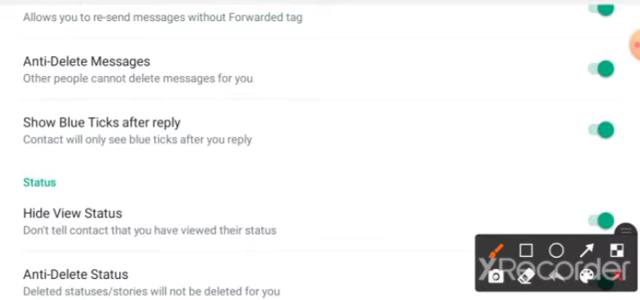 Allows you to re-send messages without Forwarded tag
Anti-Delete Messages
Other people cannot delete messages for you
Show Blue Ticks after reply
Contact will only see blue ticks after you reply
Status
Hide View Status
Don't tell contact that you have viewed their status
XRecorder
Anti-Delete Status
Deleted statuses/stories will not be deleted for you